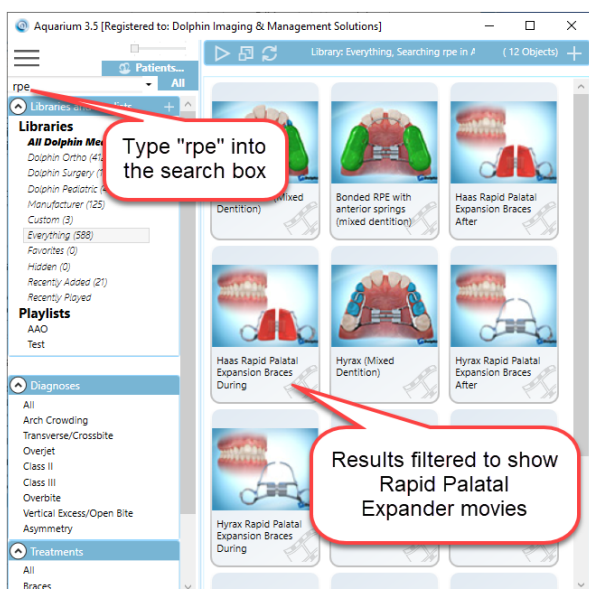 Aquarium 3.5 [Registered to: Dolphin Imaging & Management Solutions]
Patients...
Library: Everything, Searching rpe in
( 12 Objects)
rpe
All
Libraries and
Libraries
All Dolphin
Dolphin Ortho
Dolphin Surgery
Dolphin Pediatric
Manufacturer (125)
Custom (3)
Everything (588)
Favorites (0)
Hidden (0)
Recently Added (21)
Recently Played
Playlists
AAO
Test
Diagnoses
All
Arch Crowding
Transverse/Crossbite
Overjet
Class II
Class III
Overbite
Vertical Excess/Open Bite
Asymmetry
Treatments
All
Braces
Type "rpe" into
the search box
Dentition)
Bonded RPE with
anterior springs
(mixed dentition)
Haas Rapid Palatal
Expansion Braces
After
Haas Rapid Palatal
Expansion Braces
During
Hyrax (Mixed
Dentition)
Hyrax Rapid Palatal
Expansion Braces
After
Hyrax Rapid Palatal
Expansion Braces
During
Results filtered to show
Rapid Palatal
Expander movies